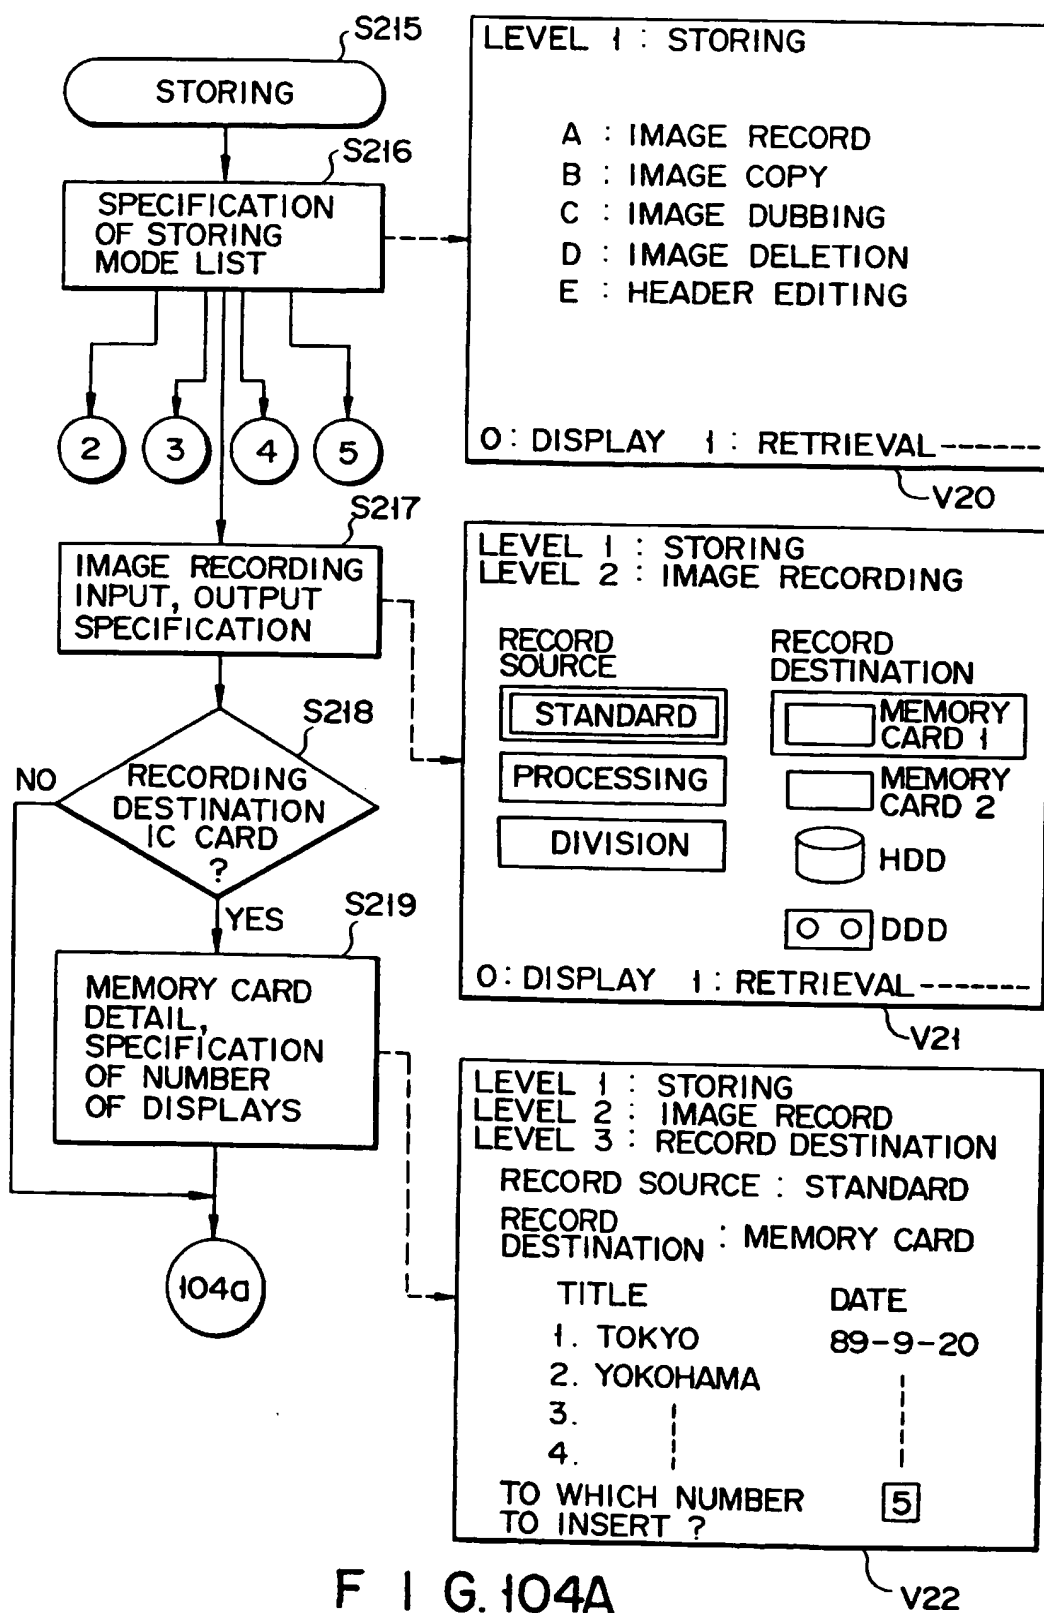 S215
STORING
S216
SPECIFICATION
OF STORING
MODE LIST
2 3 4 5
S217
IMAGE RECORDING
INPUT, OUTPUT
SPECIFICATION
S218
NO
RECORDING
DESTINATION
IC CARD
?
YES
S219
MEMORY CARD
DETAIL,
SPECIFICATION
OF NUMBER
OF DISPLAYS
104a
LEVEL 1 : STORING
A : IMAGE RECORD
B : IMAGE COPY
C : IMAGE DUBBING
D : IMAGE DELETION
E : HEADER EDITING
0 : DISPLAY 1 : RETRIEVAL ------
V20
LEVEL 1 : STORING
LEVEL 2 : IMAGE RECORDING
RECORD
SOURCE
STANDARD
PROCESSING
DIVISION
RECORD
DESTINATION
MEMORY
CARD 1
MEMORY
CARD 2
HDD
DDD
0 : DISPLAY 1 : RETRIEVAL -------
V21
LEVEL 1 : STORING
LEVEL 2 : IMAGE RECORD
LEVEL 3 : RECORD DESTINATION
RECORD SOURCE : STANDARD
RECORD
DESTINATION : MEMORY CARD
TITLE DATE
1. TOKYO 89-9-20
2. YOKOHAMA
3.
4.
TO WHICH NUMBER 5
TO INSERT ?
V22
FIG. 104A